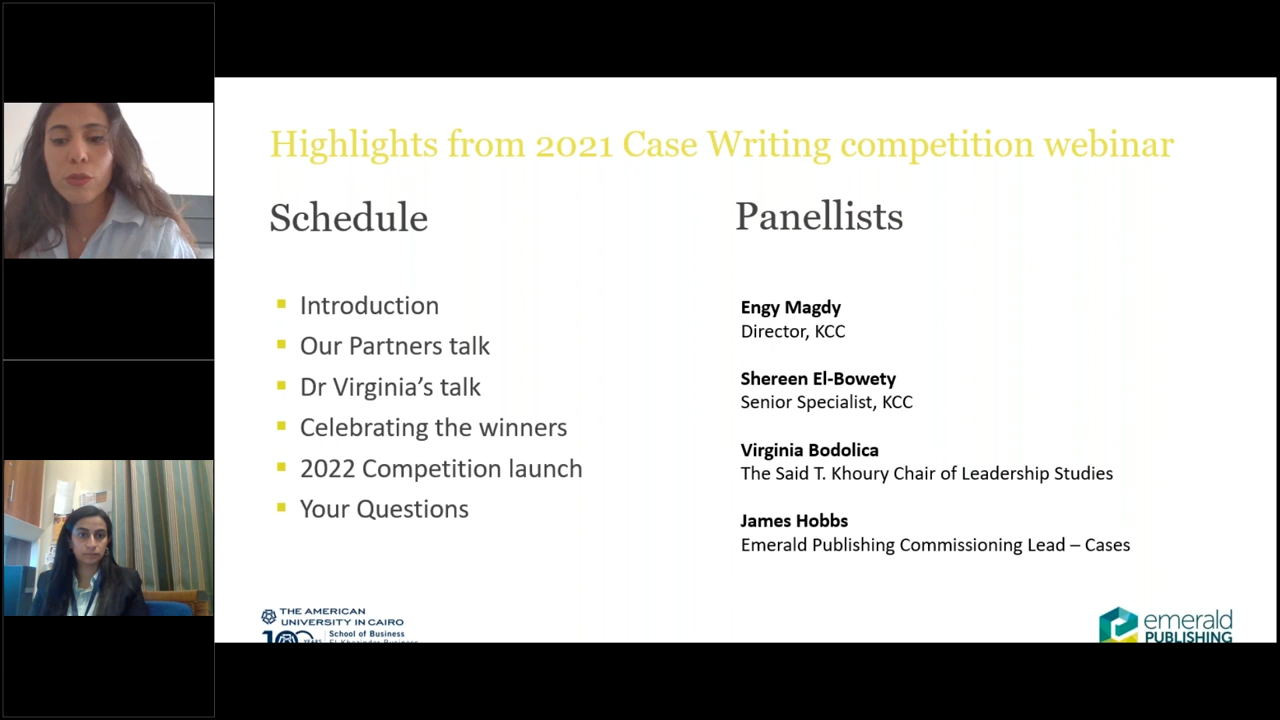 Highlights from 2021 Case Writing competition webinar
Schedule
Introduction
Our Partners talk
Dr Virginia's talk
Celebrating the winners
2022 Competition launch
Your Questions
Panellists
Engy Magdy
Director, KCC
Shereen El-Bowety
Senior Specialist, KCC
Virginia Bodolica
The Said T. Khoury Chair of Leadership Studies
James Hobbs
Emerald Publishing Commissioning Lead – Cases
THE AMERICAN
UNIVERSITY IN CAIRO
School of Business
emerald
PUBLISHING